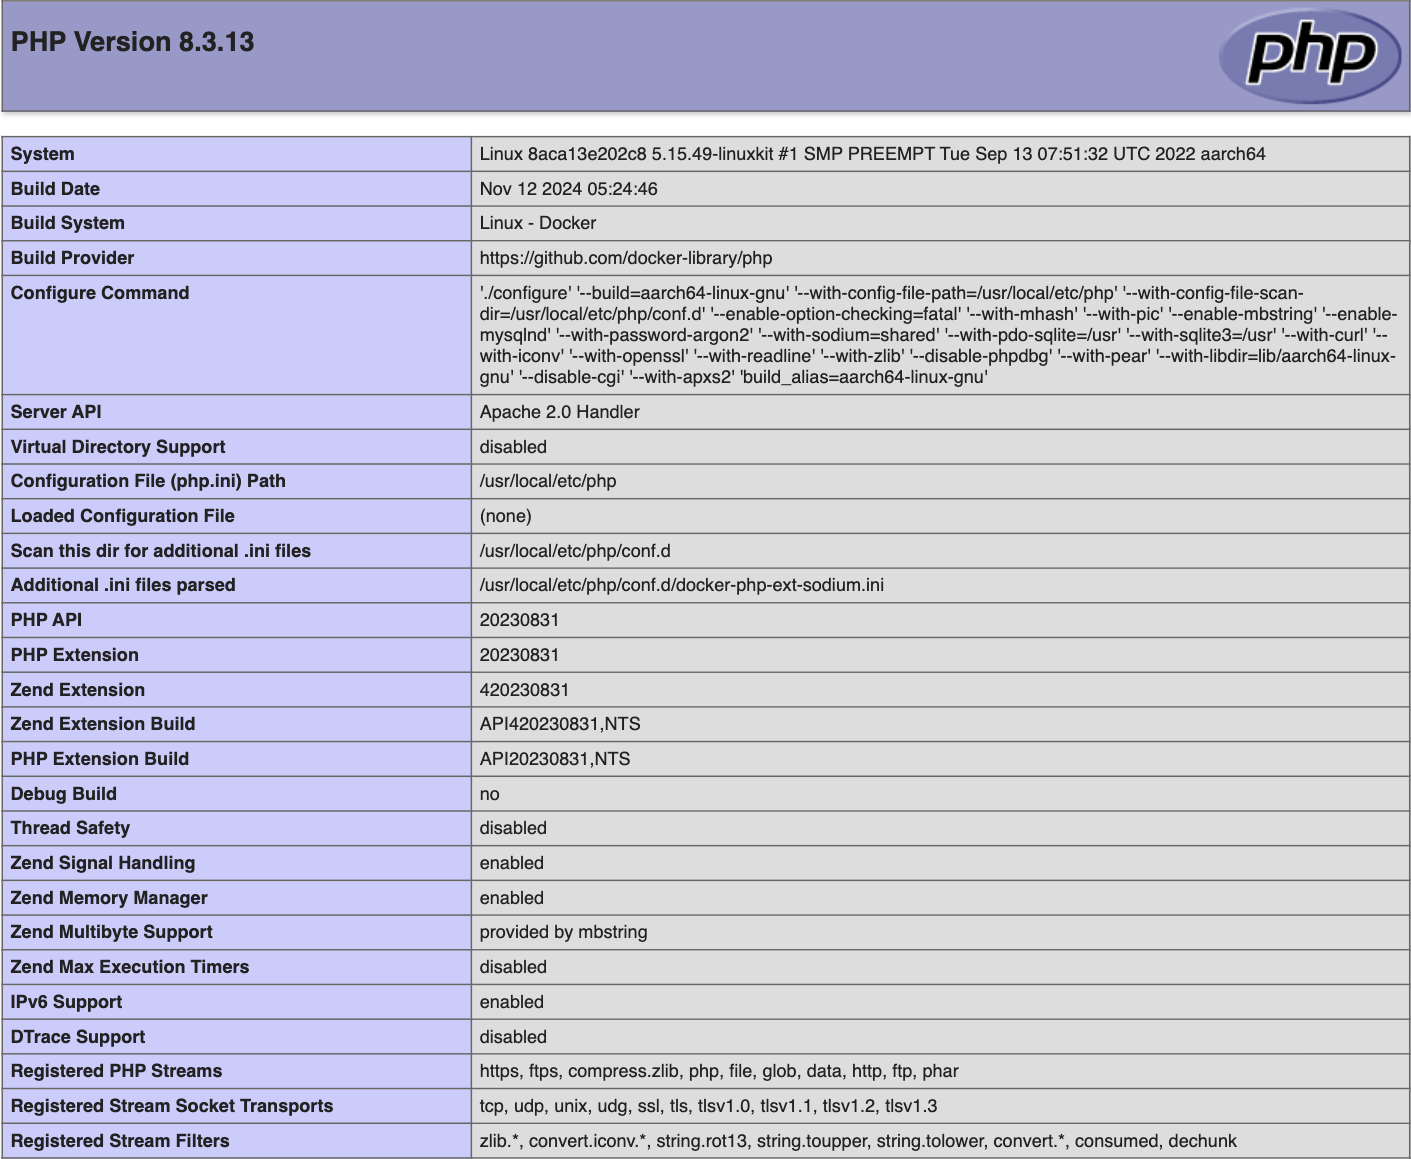 PHP Version 8.3.13
php
System Linux 8aca13e202c8 5.15.49-linuxkit #1 SMP PREEMPT Tue Sep 13 07:51:32 UTC 2022 aarch64
Build Date Nov 12 2024 05:24:46
Build System Linux - Docker
Build Provider https://github.com/docker-library/php
Configure Command './configure' '--build=aarch64-linux-gnu' '--with-config-file-path=/usr/local/etc/php' '--with-config-file-scan-
dir=/usr/local/etc/php/conf.d' '--enable-option-checking=fatal' '--with-mhash' '--with-pic' '--enable-mbstring' '--enable-
mysqlnd' '--with-password-argon2' '--with-sodium=shared' '--with-pdo-sqlite=/usr' '--with-sqlite3=/usr' '--with-curl' '--
with-iconv' '--with-openssl' '--with-readline' '--with-zlib' '--disable-phpdbg' '--with-pear' '--with-libdir=lib/aarch64-linux-
gnu' '--disable-cgi' '--with-apxs2' 'build_alias=aarch64-linux-gnu'
Server API Apache 2.0 Handler
Virtual Directory Support disabled
Configuration File (php.ini) Path /usr/local/etc/php
Loaded Configuration File (none)
Scan this dir for additional .ini files /usr/local/etc/php/conf.d
Additional .ini files parsed /usr/local/etc/php/conf.d/docker-php-ext-sodium.ini
PHP API 20230831
PHP Extension 20230831
Zend Extension 420230831
Zend Extension Build API420230831,NTS
PHP Extension Build API20230831,NTS
Debug Build no
Thread Safety disabled
Zend Signal Handling enabled
Zend Memory Manager enabled
Zend Multibyte Support provided by mbstring
Zend Max Execution Timers disabled
IPv6 Support enabled
DTrace Support disabled
Registered PHP Streams https, ftps, compress.zlib, php, file, glob, data, http, ftp, phar
Registered Stream Socket Transports tcp, udp, unix, udg, ssl, tls, tlsv1.0, tlsv1.1, tlsv1.2, tlsv1.3
Registered Stream Filters zlib.*, convert.iconv.*, string.rot13, string.toupper, string.tolower, convert.*, consumed, dechunk